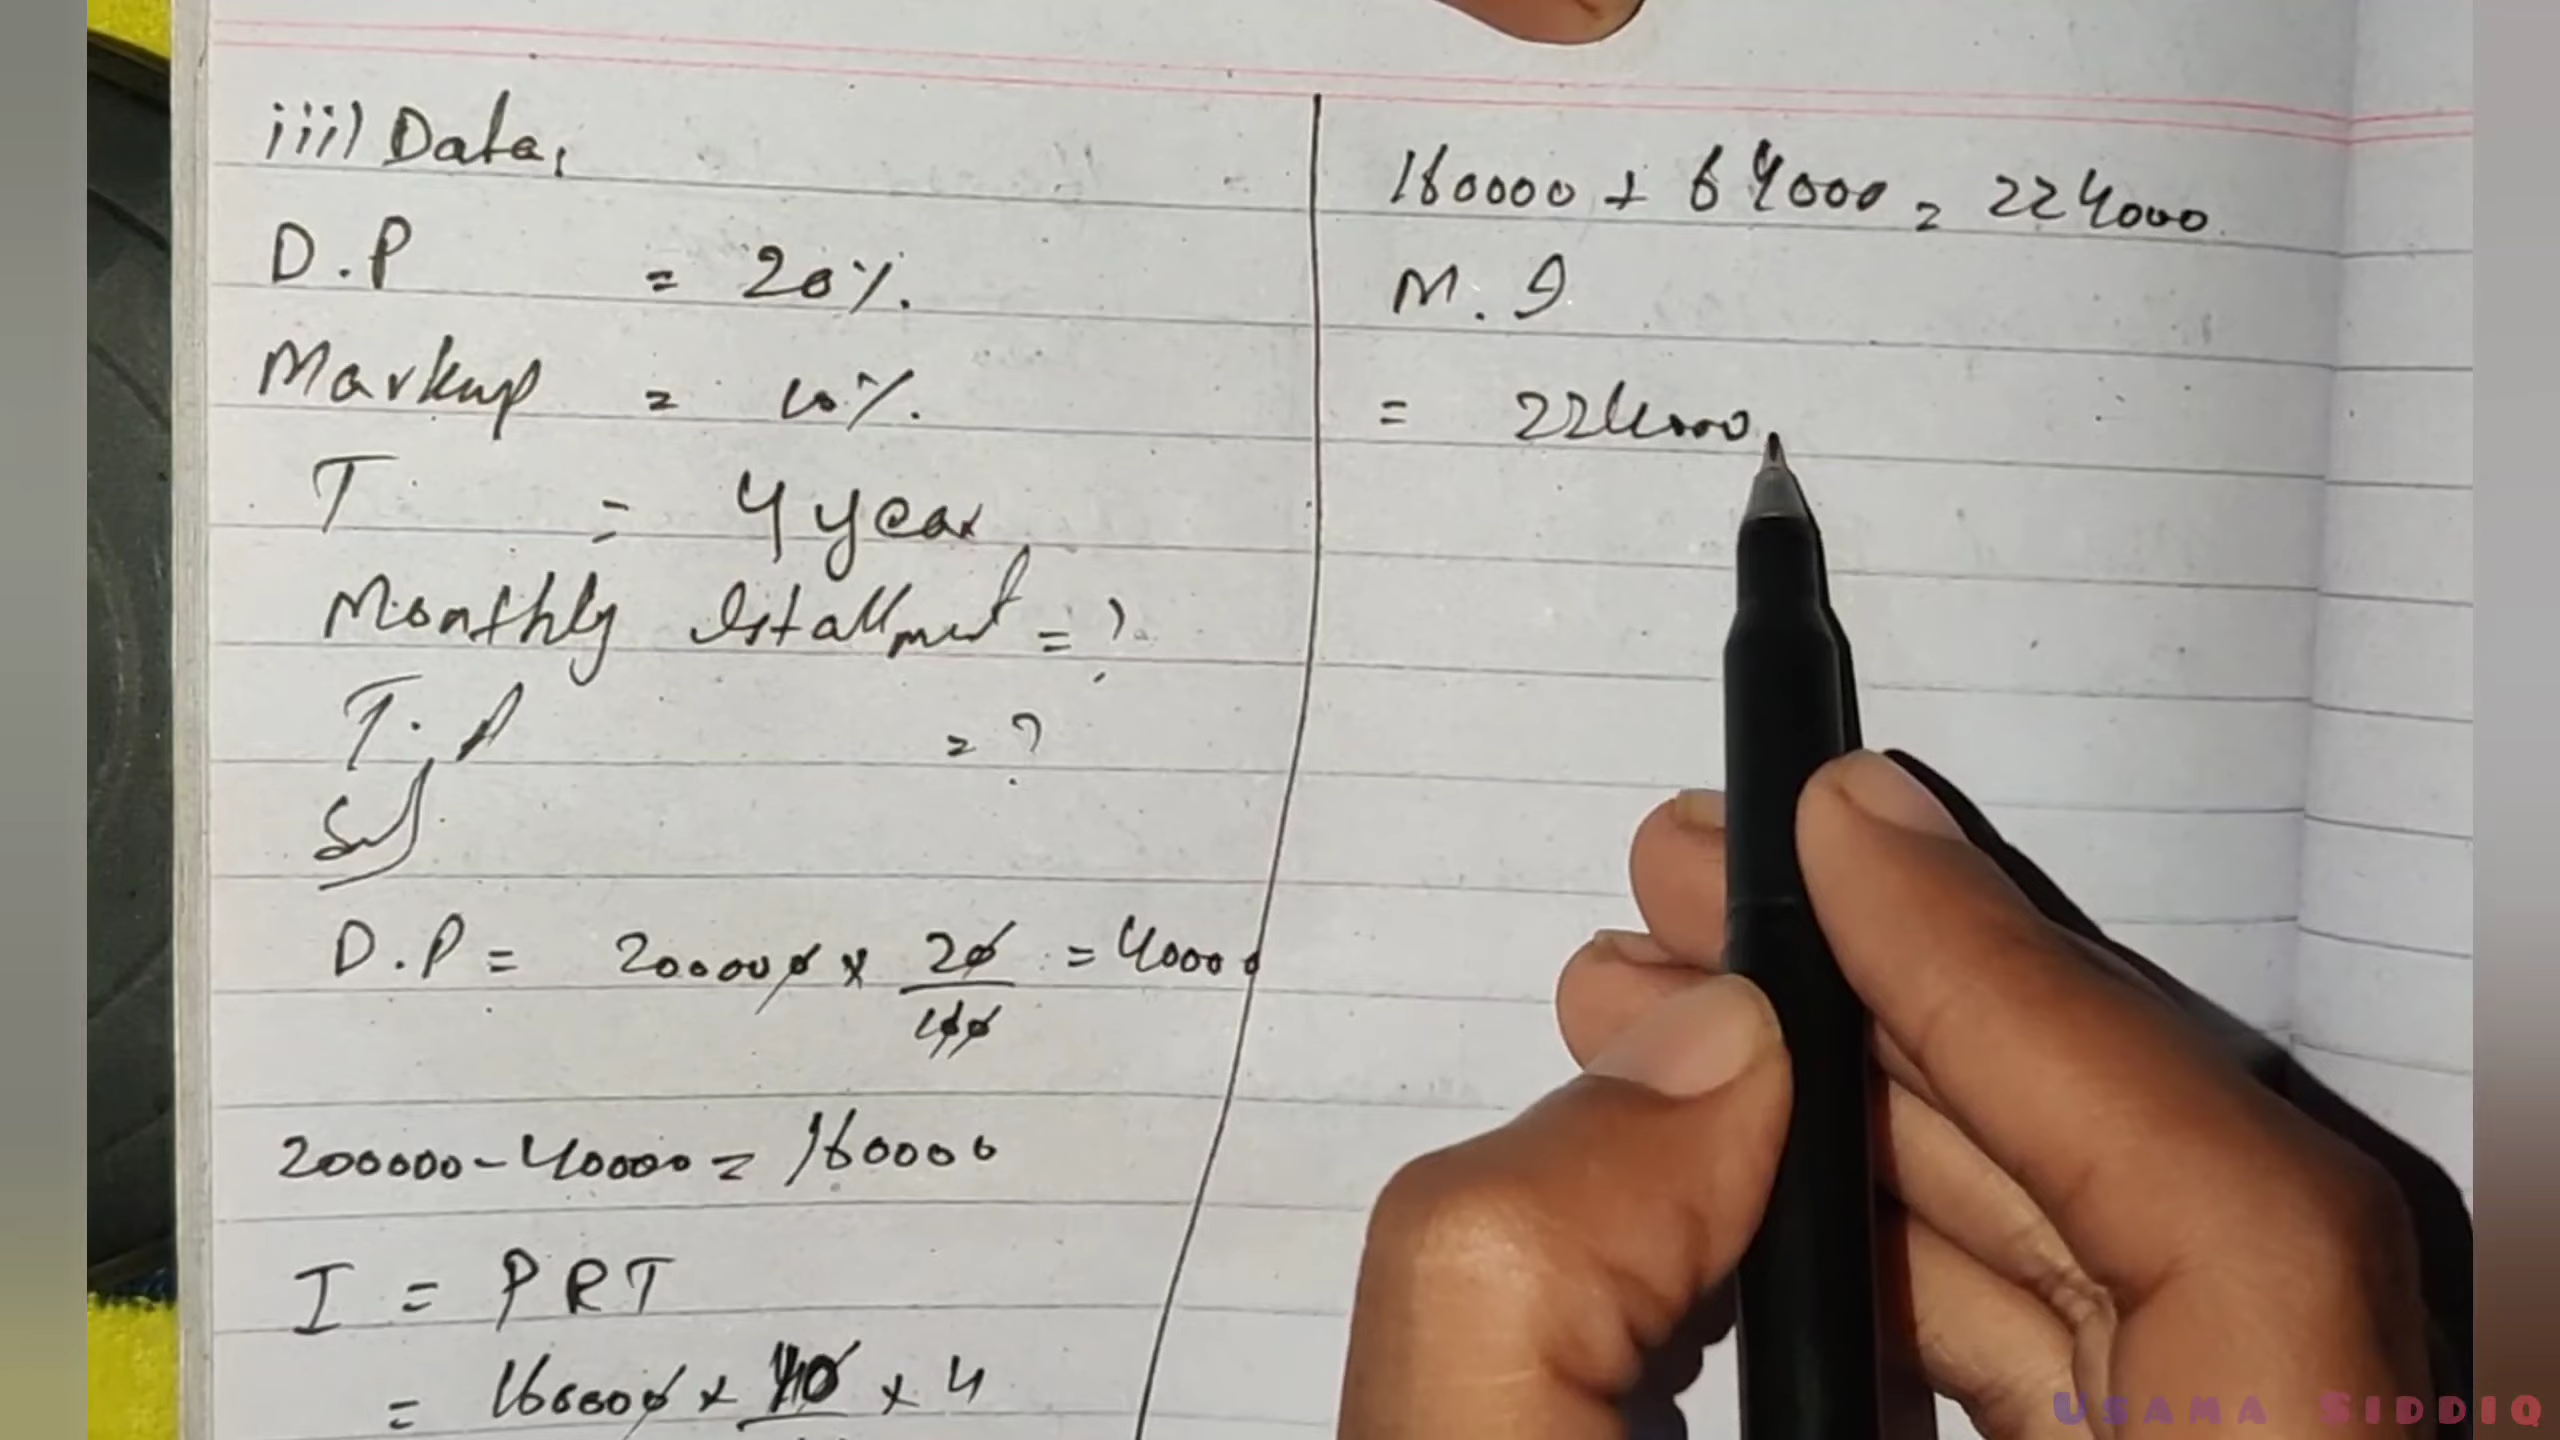 iii) Data,
D.P = 20%.
Markup = 10%.
T = 4 year
Monthly Istallment = ?
T.P = ?
Sol
D.P = 200000 x 20/100 = 40000
200000 - 40000 = 160000
I = PRT
= 160000 x 10 x 4
160000 + 64000 = 224000
M.I
= 224000
USAMA SIDDIQ